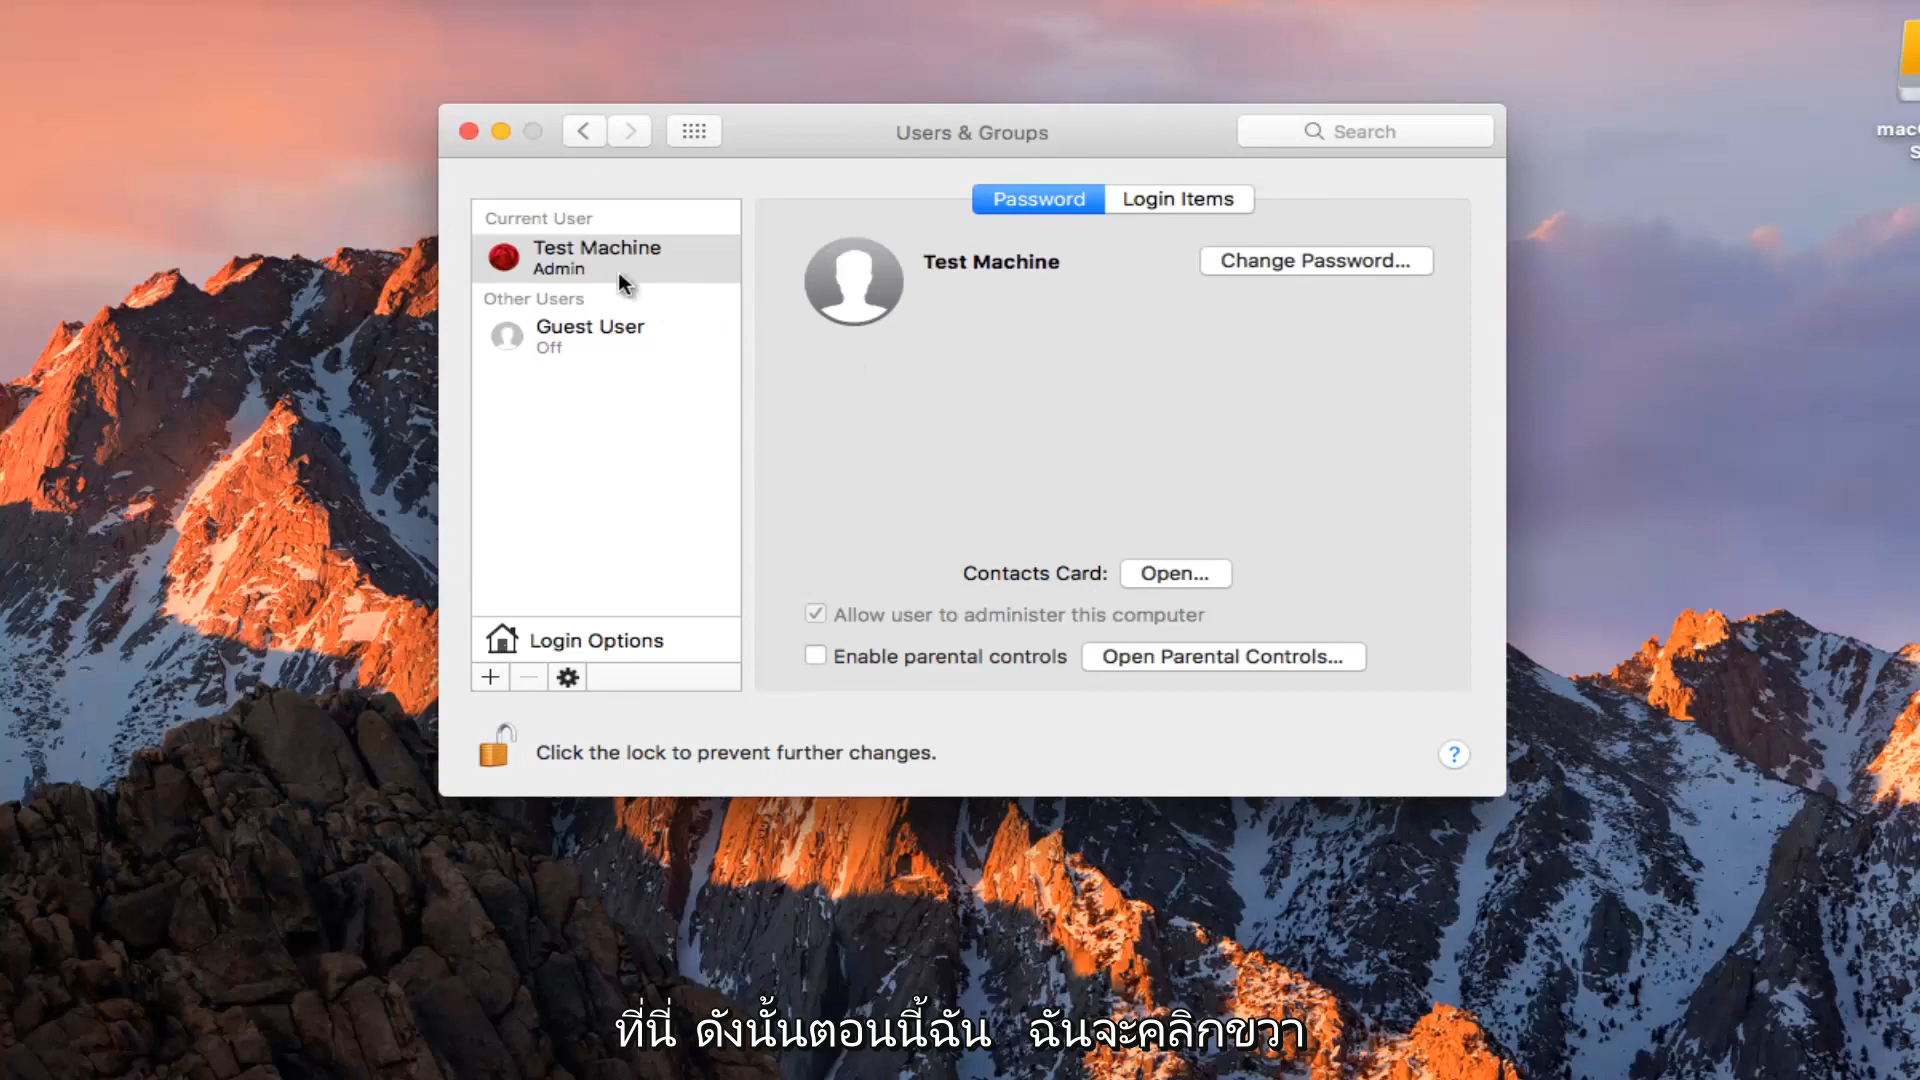 Users & Groups
Search
Password
Login Items
Current User
Test Machine
Admin
Other Users
Guest User
Off
Test Machine
Change Password...
Contacts Card:
Open...
Allow user to administer this computer
Enable parental controls
Open Parental Controls...
Login Options
Click the lock to prevent further changes.
?
ที่นี่ ดังนั้นตอนนี้ฉัน ฉันจะคลิกขวา